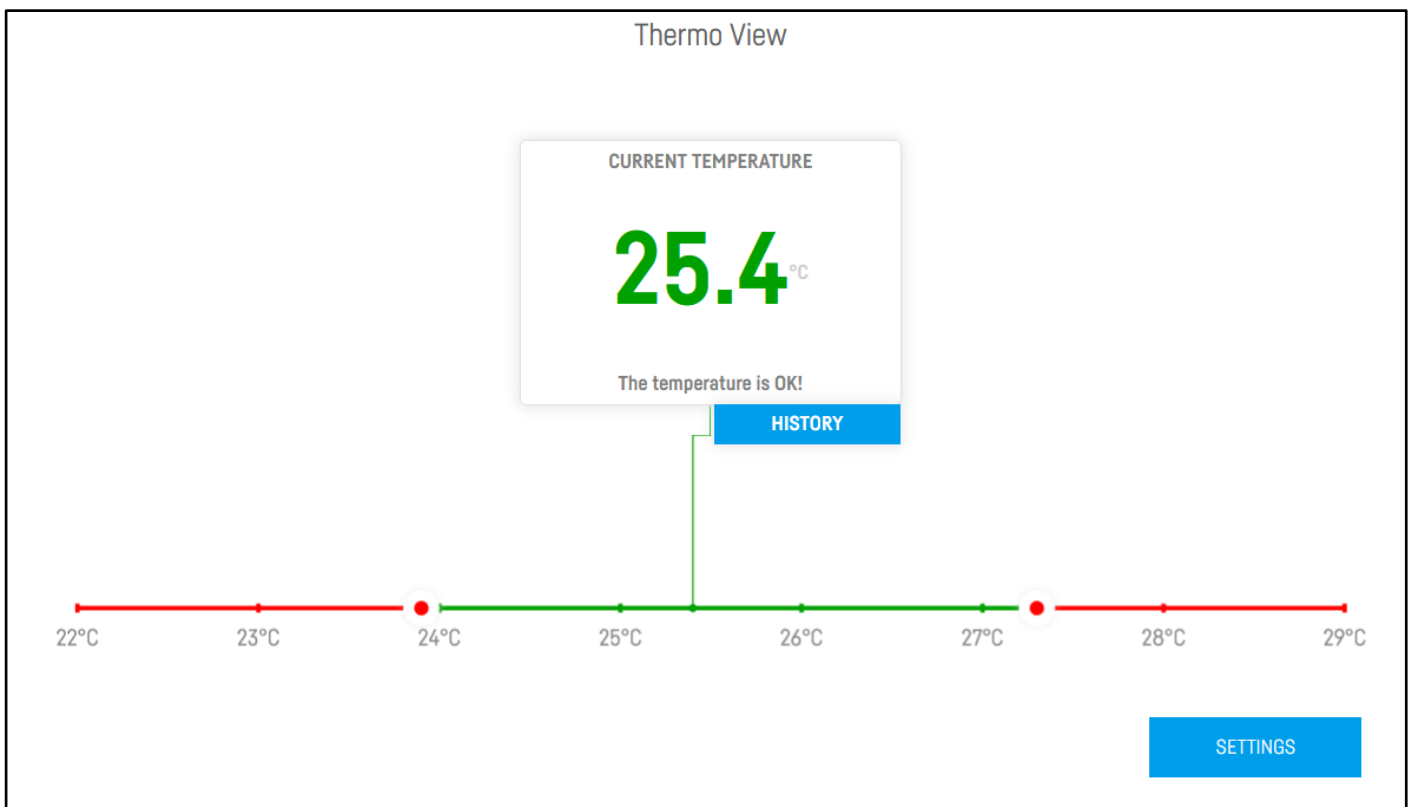 Thermo View
CURRENT TEMPERATURE
25.4°C
The temperature is OK!
HISTORY
22°C 23°C 24°C 25°C 26°C 27°C 28°C 29°C
SETTINGS